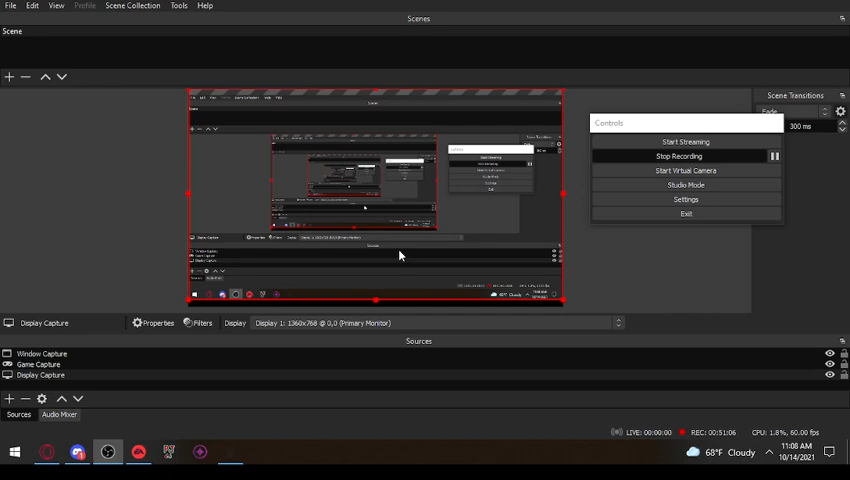 File Edit View Profile Scene Collection Tools Help
Scenes
Scene
Scene Transitions
Fade
300 ms
Controls
Start Streaming
Stop Recording
Start Virtual Camera
Studio Mode
Settings
Exit
Display Capture Properties Filters Display Display 1: 1360x768 @ 0,0 (Primary Monitor)
Sources
Window Capture
Game Capture
Display Capture
Sources Audio Mixer
LIVE: 00:00:00 REC: 00:51:06 CPU: 1.8%, 60.00 fps
68°F Cloudy 11:08 AM
10/14/2021